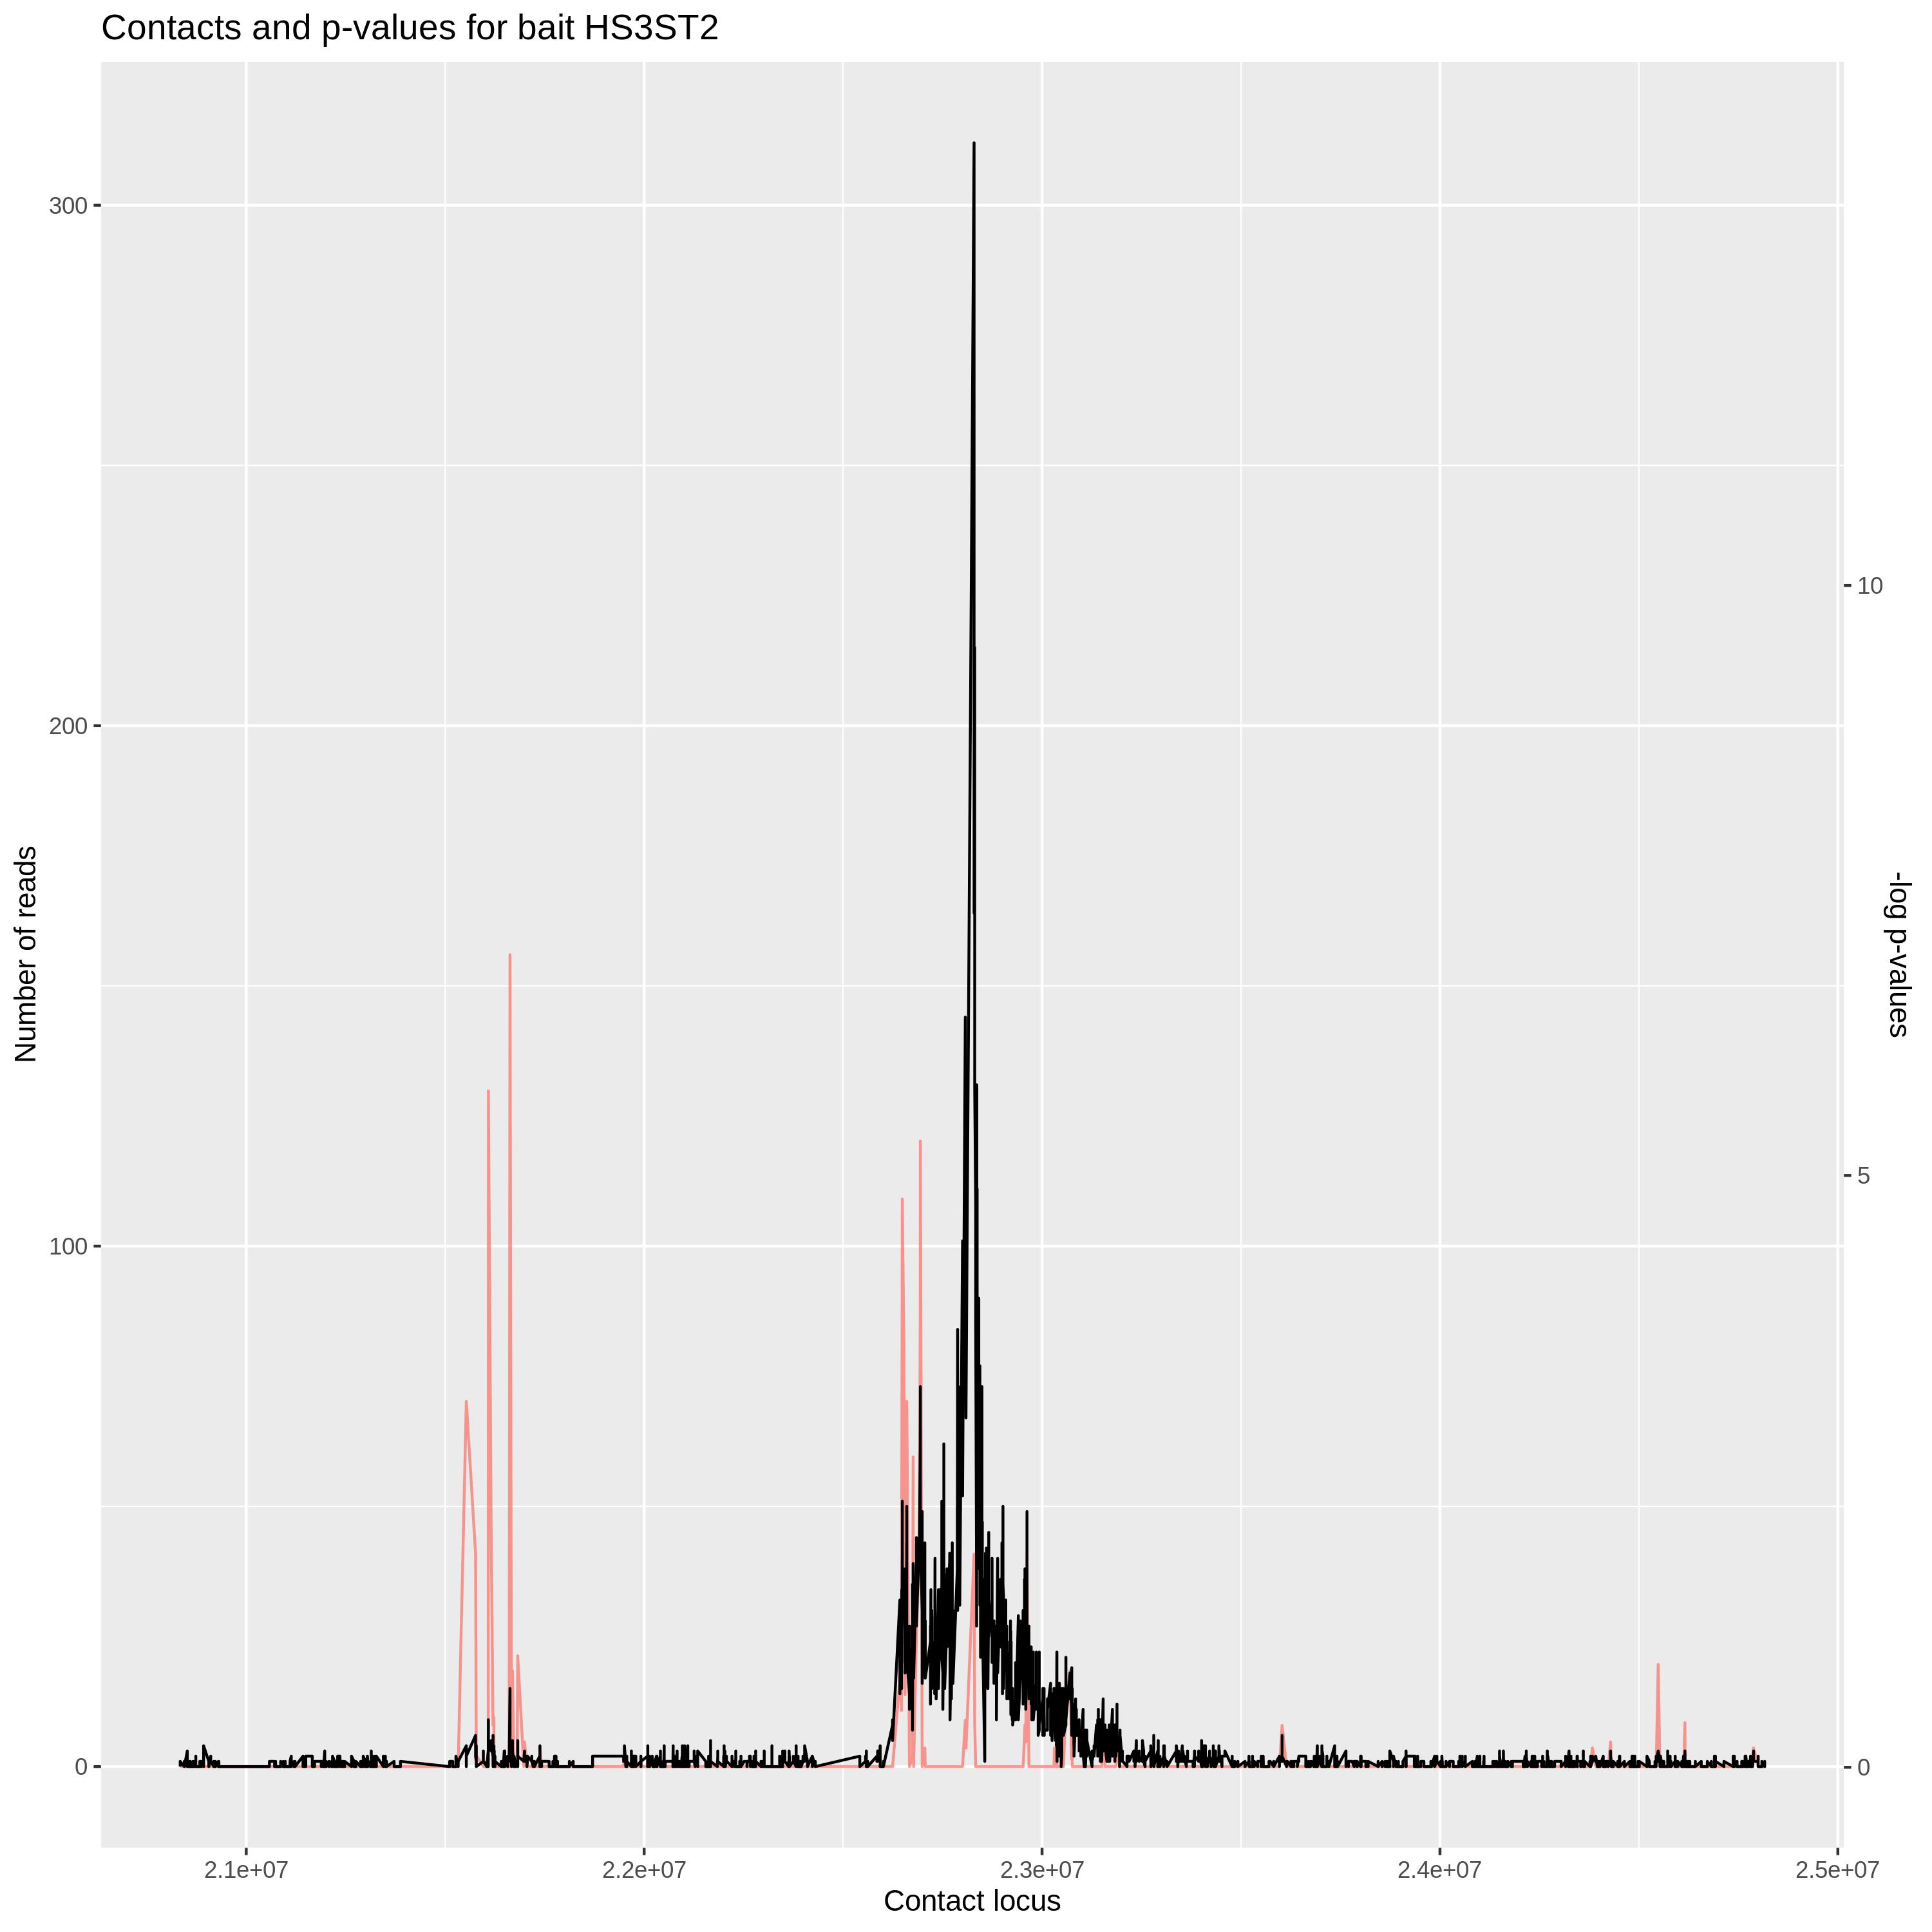 Contacts and p-values for bait HS3ST2
300
200
100
0
Number of reads
10
5
0
-log p-values
2.1e+07 2.2e+07 2.3e+07 2.4e+07 2.5e+07
Contact locus